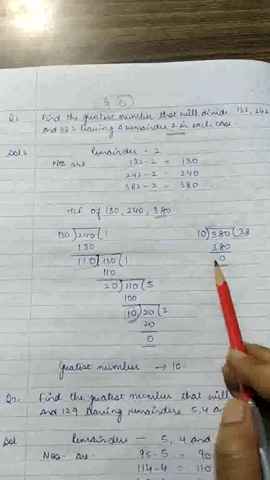 Q. Find the greatest number that will divide 132, 242
And 382 leaving a remainder 2 in each case.
Sol: Remainder = 2
Nos are 132-2 = 130
242-2 = 240
382-2 = 380
HCF of 130, 240, 380
130)240(1
130
110)130(1
110
20)110(5
100
10)20(2
20
0
10)380(38
380
0
Greatest number → 10.
Q7. Find the greatest number that wil
And 129 leaving remainders 5, 4 an
Sol Remainders - 5, 4 and
Nos. are. 95-5 = 90
114-4 = 110